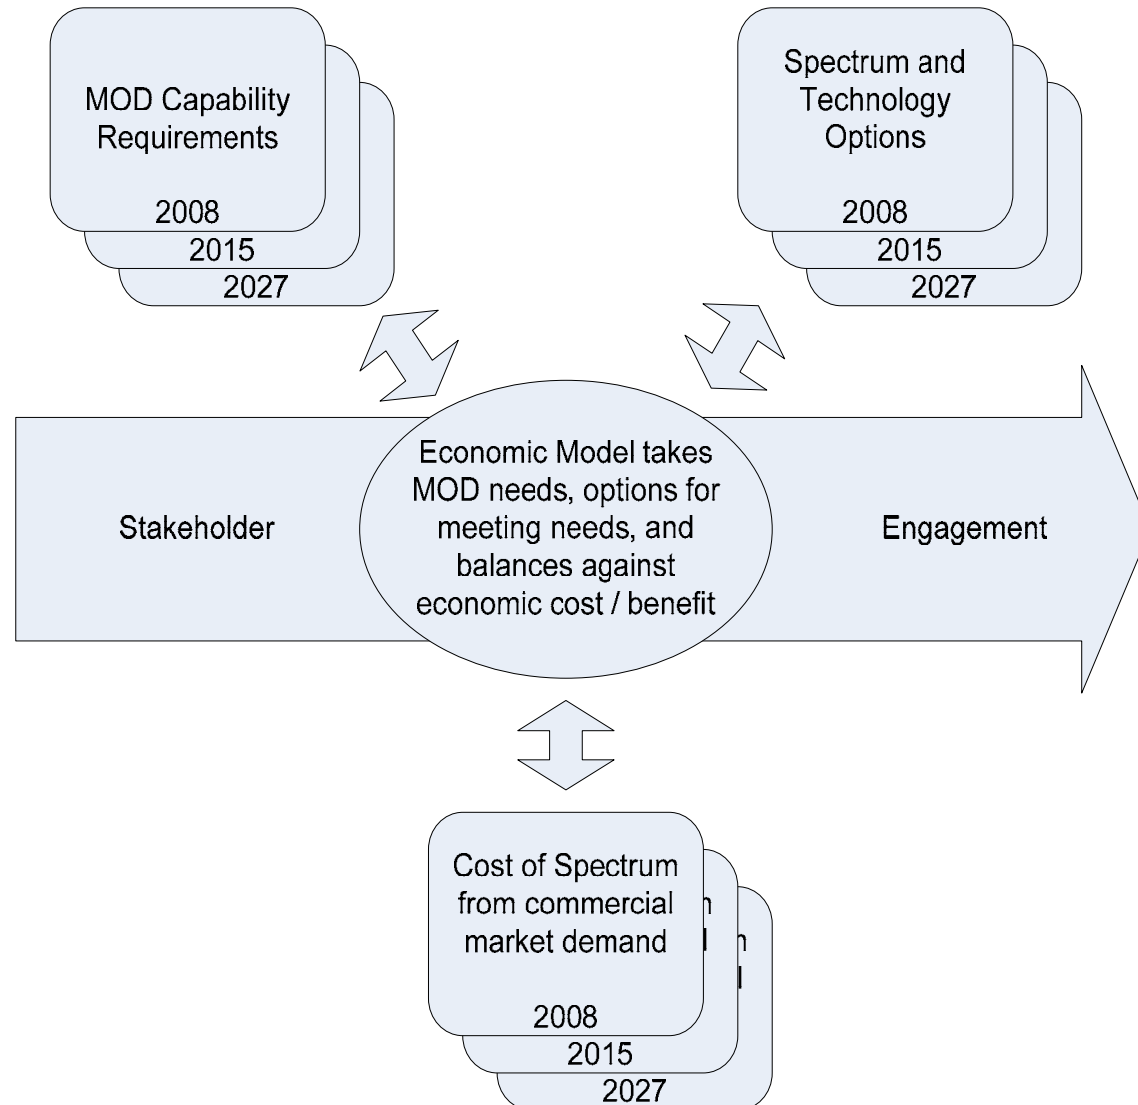 MOD Capability
Requirements
2008
2015
2027
Spectrum and
Technology
Options
2008
2015
2027
Stakeholder
Economic Model takes
MOD needs, options for
meeting needs, and
balances against
economic cost / benefit
Engagement
Cost of Spectrum
from commercial
market demand
2008
2015
2027